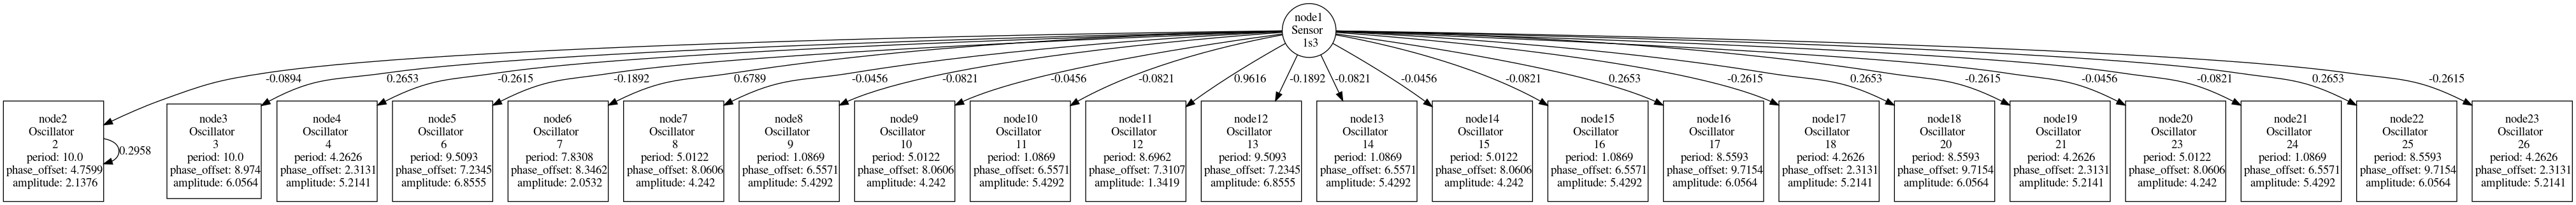 node1
Sensor
1s3
-0.0894
0.2653
-0.2615
-0.1892
0.6789
-0.0456
-0.0821
-0.0456
-0.0821
0.9616
-0.1892
-0.0821
-0.0456
-0.0821
0.2653
-0.2615
0.2653
-0.2615
-0.0456
-0.0821
0.2653
-0.2615
node2
Oscillator
2
period: 10.0
phase_offset: 4.7599
amplitude: 2.1376
0.2958
node3
Oscillator
3
period: 10.0
phase_offset: 8.974
amplitude: 6.0564
node4
Oscillator
4
period: 4.2626
phase_offset: 2.3131
amplitude: 5.2141
node5
Oscillator
6
period: 9.5093
phase_offset: 7.2345
amplitude: 6.8555
node6
Oscillator
7
period: 7.8308
phase_offset: 8.3462
amplitude: 2.0532
node7
Oscillator
8
period: 5.0122
phase_offset: 8.0606
amplitude: 4.242
node8
Oscillator
9
period: 1.0869
phase_offset: 6.5571
amplitude: 5.4292
node9
Oscillator
10
period: 5.0122
phase_offset: 8.0606
amplitude: 4.242
node10
Oscillator
11
period: 1.0869
phase_offset: 6.5571
amplitude: 5.4292
node11
Oscillator
12
period: 8.6962
phase_offset: 7.3107
amplitude: 1.3419
node12
Oscillator
13
period: 9.5093
phase_offset: 7.2345
amplitude: 6.8555
node13
Oscillator
14
period: 1.0869
phase_offset: 6.5571
amplitude: 5.4292
node14
Oscillator
15
period: 5.0122
phase_offset: 8.0606
amplitude: 4.242
node15
Oscillator
16
period: 1.0869
phase_offset: 6.5571
amplitude: 5.4292
node16
Oscillator
17
period: 8.5593
phase_offset: 9.7154
amplitude: 6.0564
node17
Oscillator
18
period: 4.2626
phase_offset: 2.3131
amplitude: 5.2141
node18
Oscillator
20
period: 8.5593
phase_offset: 9.7154
amplitude: 6.0564
node19
Oscillator
21
period: 4.2626
phase_offset: 2.3131
amplitude: 5.2141
node20
Oscillator
23
period: 5.0122
phase_offset: 8.0606
amplitude: 4.242
node21
Oscillator
24
period: 1.0869
phase_offset: 6.5571
amplitude: 5.4292
node22
Oscillator
25
period: 8.5593
phase_offset: 9.7154
amplitude: 6.0564
node23
Oscillator
26
period: 4.2626
phase_offset: 2.3131
amplitude: 5.2141